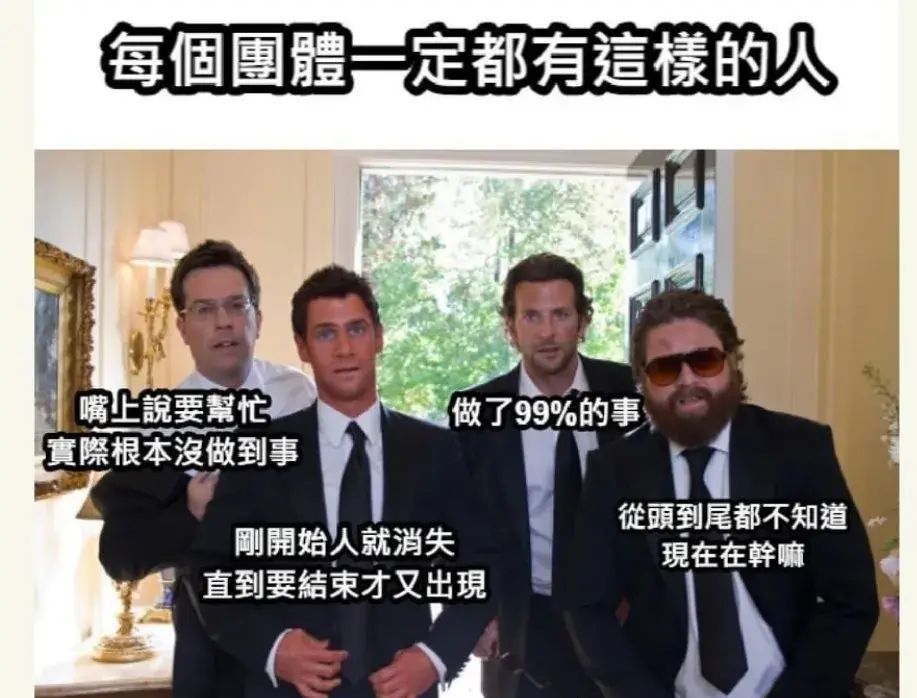 每個團體一定都有這樣的人
嘴上說要幫忙
實際根本沒做到事
做了99%的事
剛開始人就消失
直到要結束才又出現
從頭到尾都不知道
現在在幹嘛